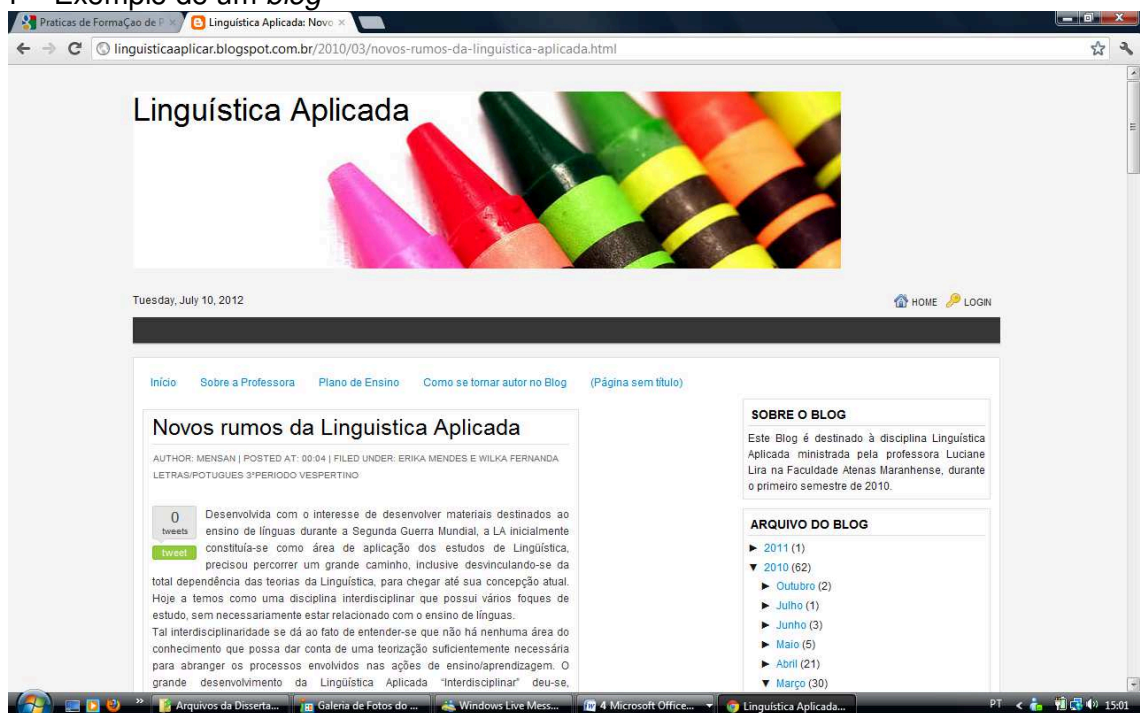 1 – Exemplo de um blog
Praticas de FormaÇao de P
Linguística Aplicada: Novo
linguisticaaplicar.blogspot.com.br/2010/03/novos-rumos-da-linguistica-aplicada.html
Linguística Aplicada
Tuesday, July 10, 2012
HOME LOGIN
Início Sobre a Professora Plano de Ensino Como se tornar autor no Blog (Página sem título)
Novos rumos da Linguistica Aplicada
AUTHOR: MENSAN | POSTED AT: 00:04 | FILED UNDER: ERIKA MENDES E WILKA FERNANDA
LETRAS/POTUGUES 3ºPERIODO VESPERTINO
0
tweets
tweet
Desenvolvida com o interesse de desenvolver materiais destinados ao
ensino de línguas durante a Segunda Guerra Mundial, a LA inicialmente
constituía-se como área de aplicação dos estudos de Lingüística,
precisou percorrer um grande caminho, inclusive desvinculando-se da
total dependência das teorias da Linguística, para chegar até sua concepção atual.
Hoje a temos como uma disciplina interdisciplinar que possui vários foques de
estudo, sem necessariamente estar relacionado com o ensino de línguas.
Tal interdisciplinaridade se dá ao fato de entender-se que não há nenhuma área do
conhecimento que possa dar conta de uma teorização suficientemente necessária
para abranger os processos envolvidos nas ações de ensino/aprendizagem. O
grande desenvolvimento da Lingüística Aplicada "Interdisciplinar" deu-se,
SOBRE O BLOG
Este Blog é destinado à disciplina Linguística
Aplicada ministrada pela professora Luciane
Lira na Faculdade Atenas Maranhense, durante
o primeiro semestre de 2010.
ARQUIVO DO BLOG
► 2011 (1)
▼ 2010 (62)
► Outubro (2)
► Julho (1)
► Junho (3)
► Maio (5)
► Abril (21)
▼ Março (30)
Arquivos da Disserta... Galeria de Fotos do ... Windows Live Mess... 4 Microsoft Office... Linguística Aplicada... PT 15:01